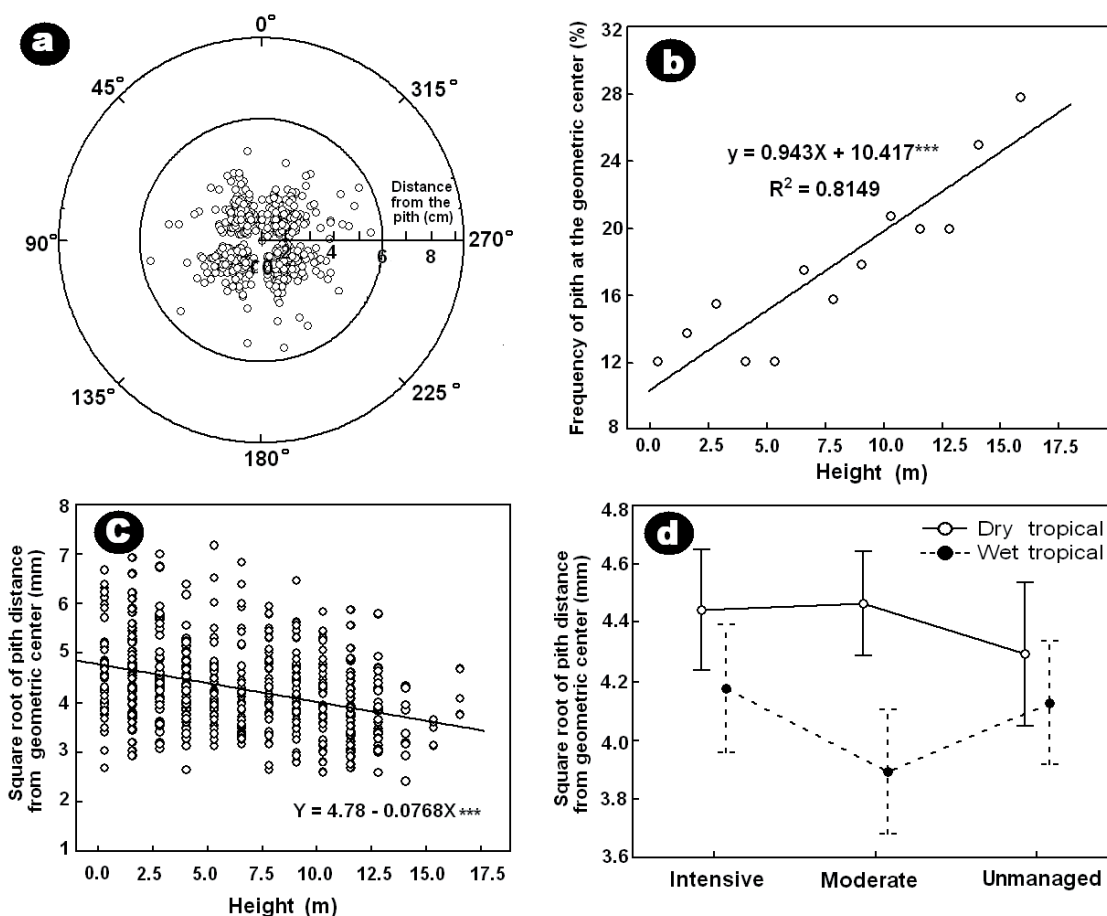 a
0°
45°
315°
Distance
from the
pith (cm)
90°
4
6
8
270°
135°
225°
180°
b
Frequency of pith at the geometric center (%)
32
28
24
20
16
12
8
y = 0.943X + 10.417***
R² = 0.8149
0.0 2.5 5.0 7.5 10.0 12.5 15.0 17.5
Height (m)
c
Square root of pith distance
from geometric center (mm)
8
7
6
5
4
3
2
1
Y = 4.78 - 0.0768X ***
0.0 2.5 5.0 7.5 10.0 12.5 15.0 17.5
Height (m)
d
Square root of pith distance
from geometric center (mm)
4.8
4.6
4.4
4.2
4.0
3.8
3.6
Dry tropical
Wet tropical
Intensive Moderate Unmanaged